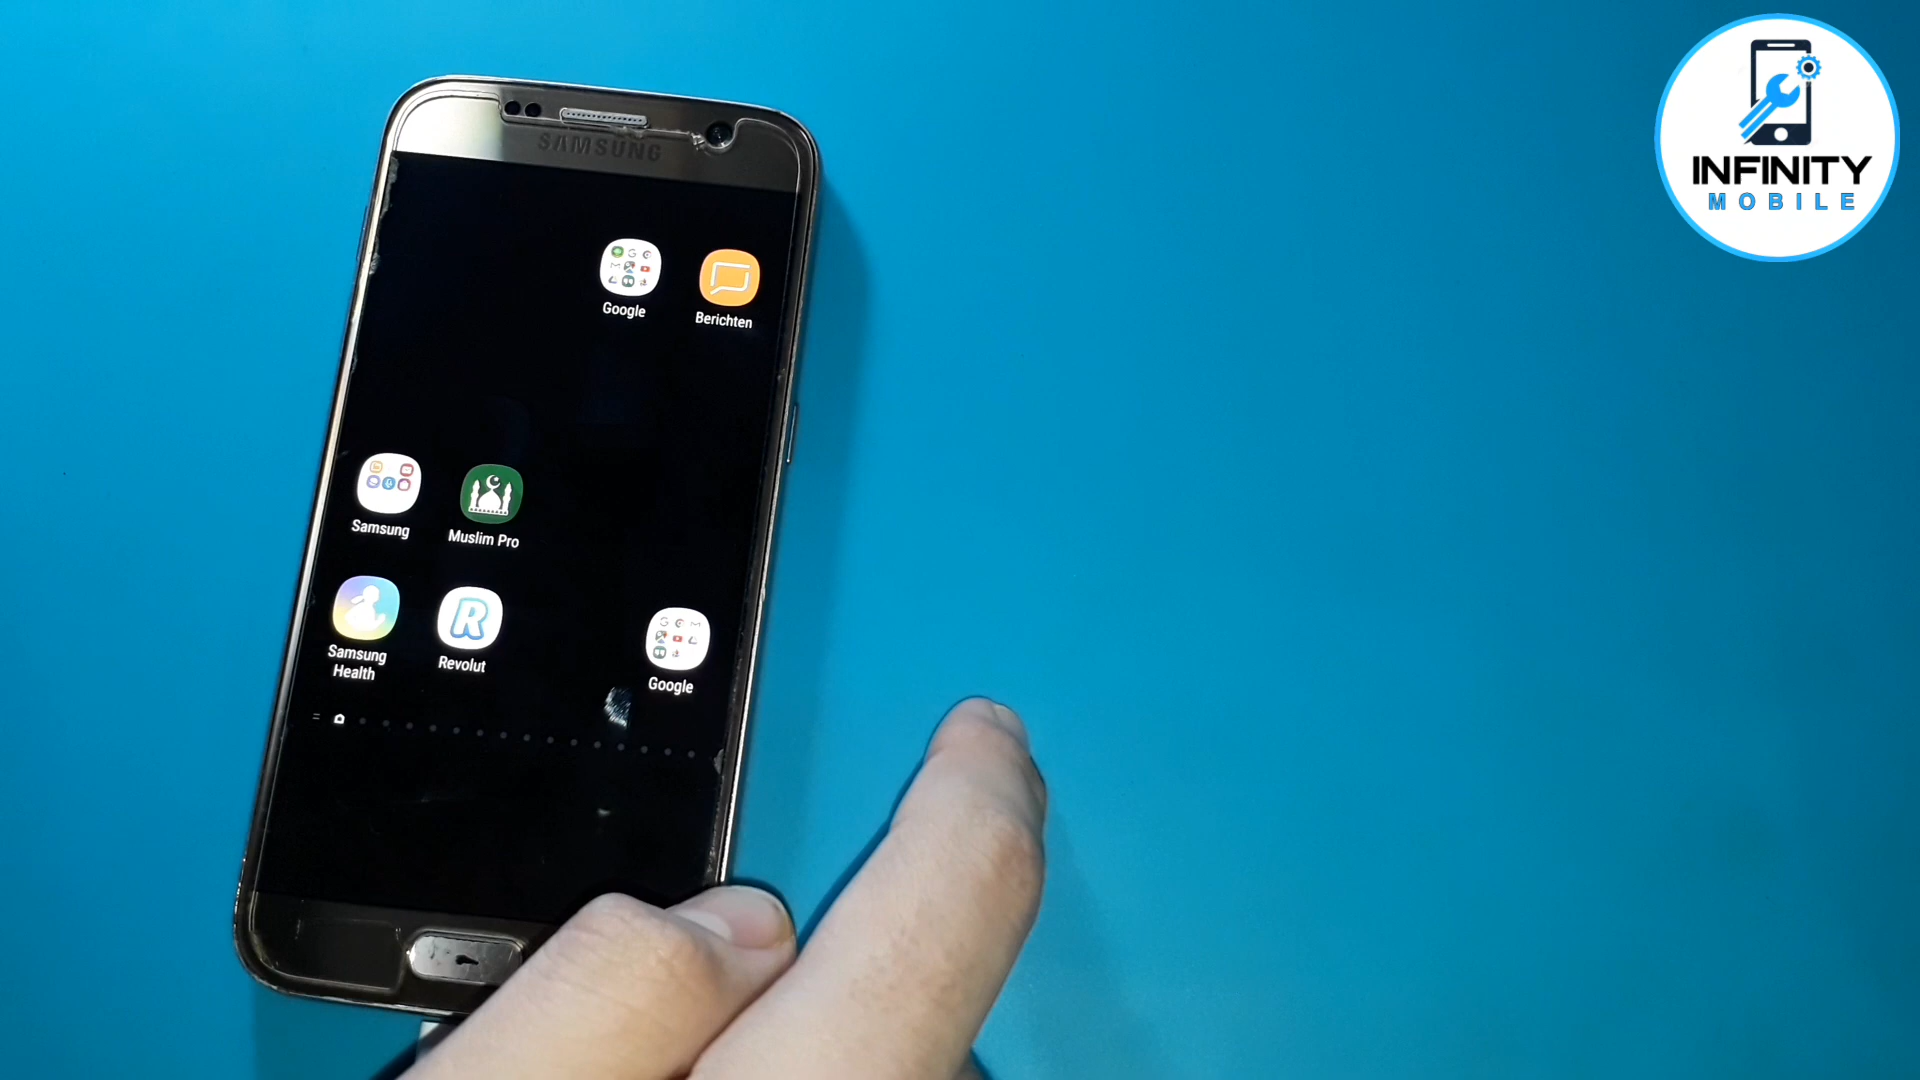 INFINITY
MOBILE
SAMSUNG
Google
Berichten
Samsung
Muslim Pro
Samsung
Health
R
Revolut
Google